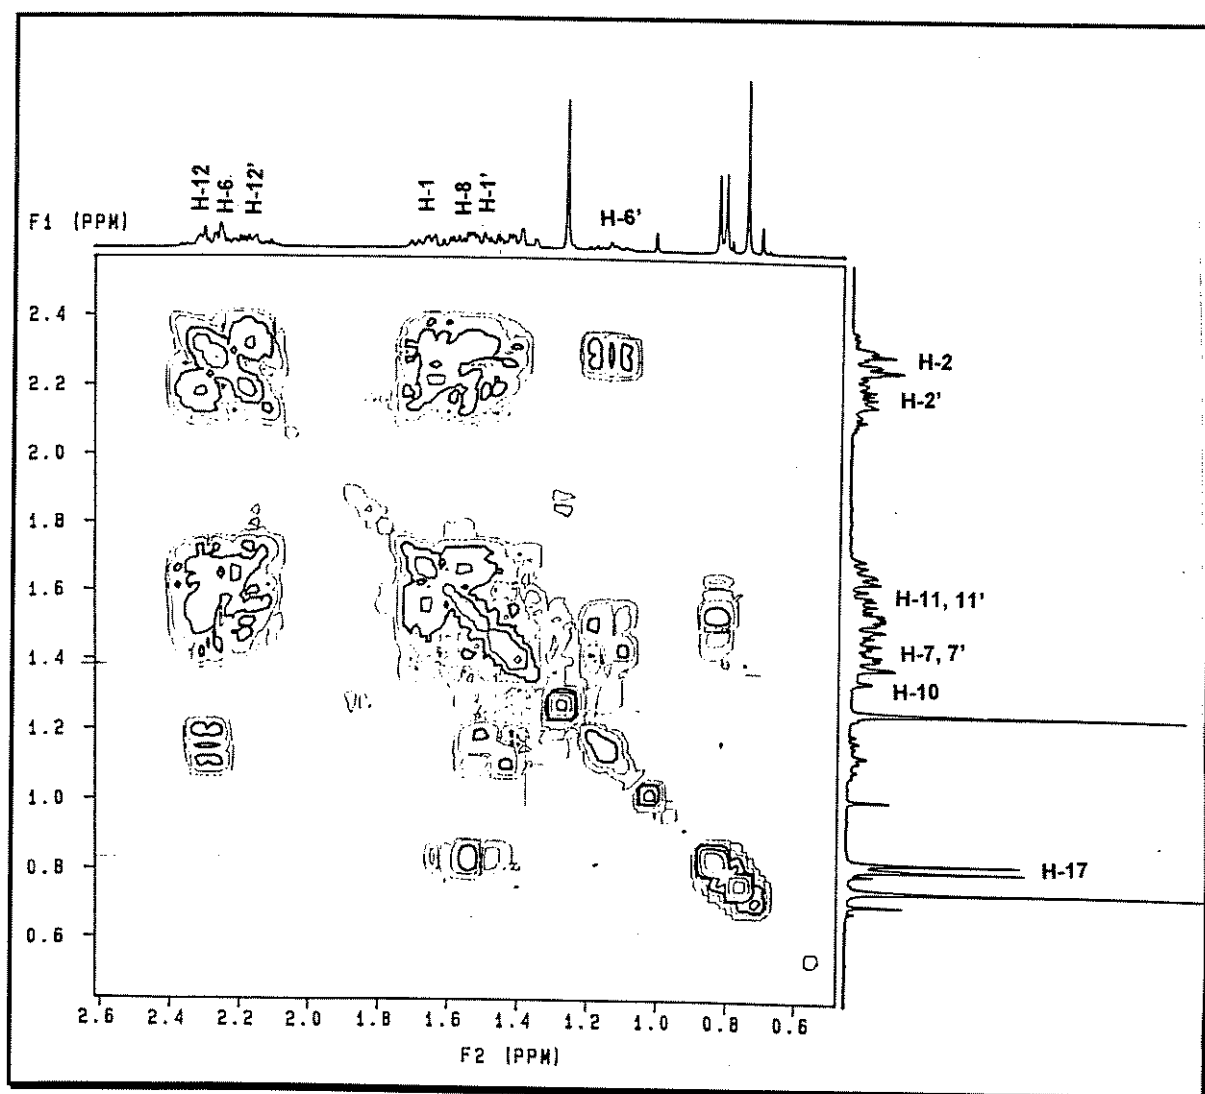 H-12
H-6
H-12'
H-1
H-8
H-1'
H-6'
F1 (PPM)
2.4
2.2
2.0
1.8
1.6
1.4
1.2
1.0
0.8
0.6
H-2
H-2'
H-11, 11'
H-7, 7'
H-10
H-17
2.6 2.4 2.2 2.0 1.8 1.6 1.4 1.2 1.0 0.8 0.6
F2 (PPM)